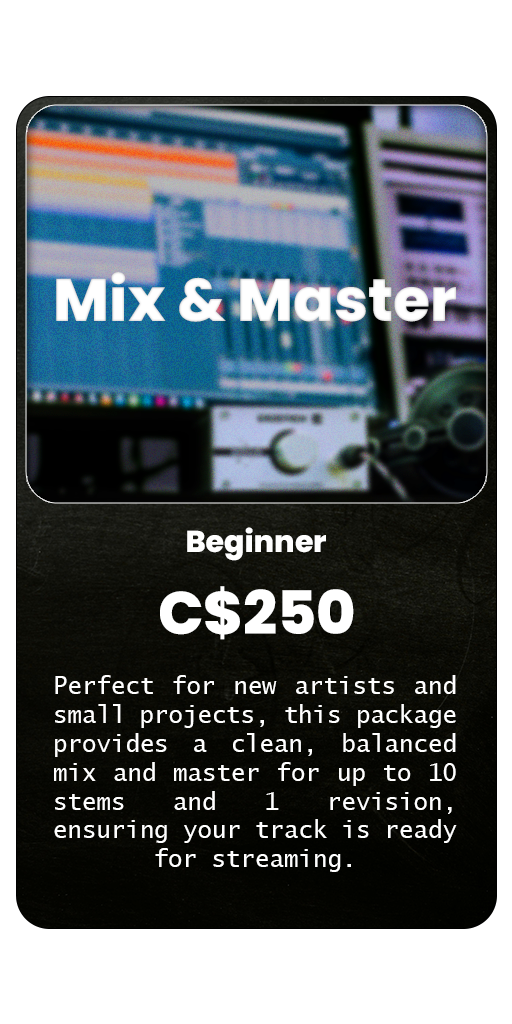 Mix & Master
Beginner
C$250
Perfect for new artists and
small projects, this package
provides a clean, balanced
mix and master for up to 10
stems and 1 revision,
ensuring your track is ready
for streaming.